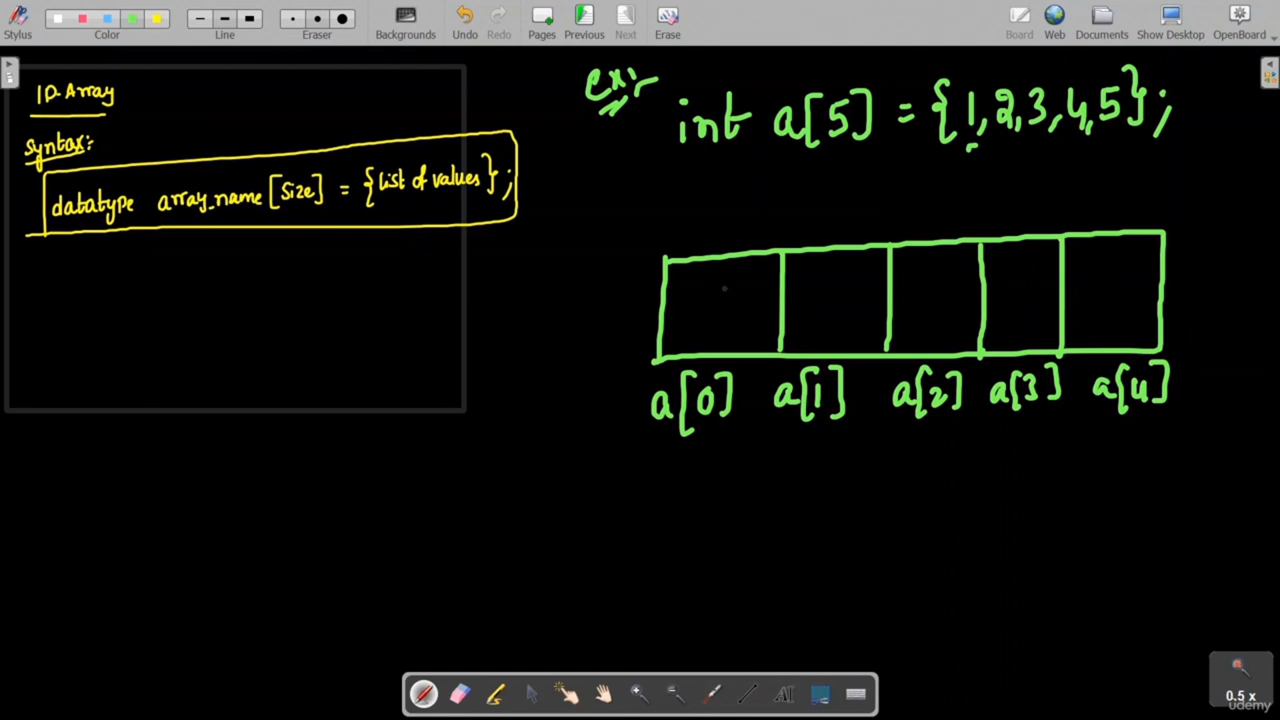 Stylus
Color
Line
Eraser
Backgrounds
Undo
Redo
Pages
Previous
Next
Erase
Board
Web
Documents
Show Desktop
OpenBoard
1D Array
syntax:
datatype array_name [size] = {List of values};
ex:-
int a[5] = {1,2,3,4,5};
a[0] a[1] a[2] a[3] a[4]
AI
0.5 x
udemy